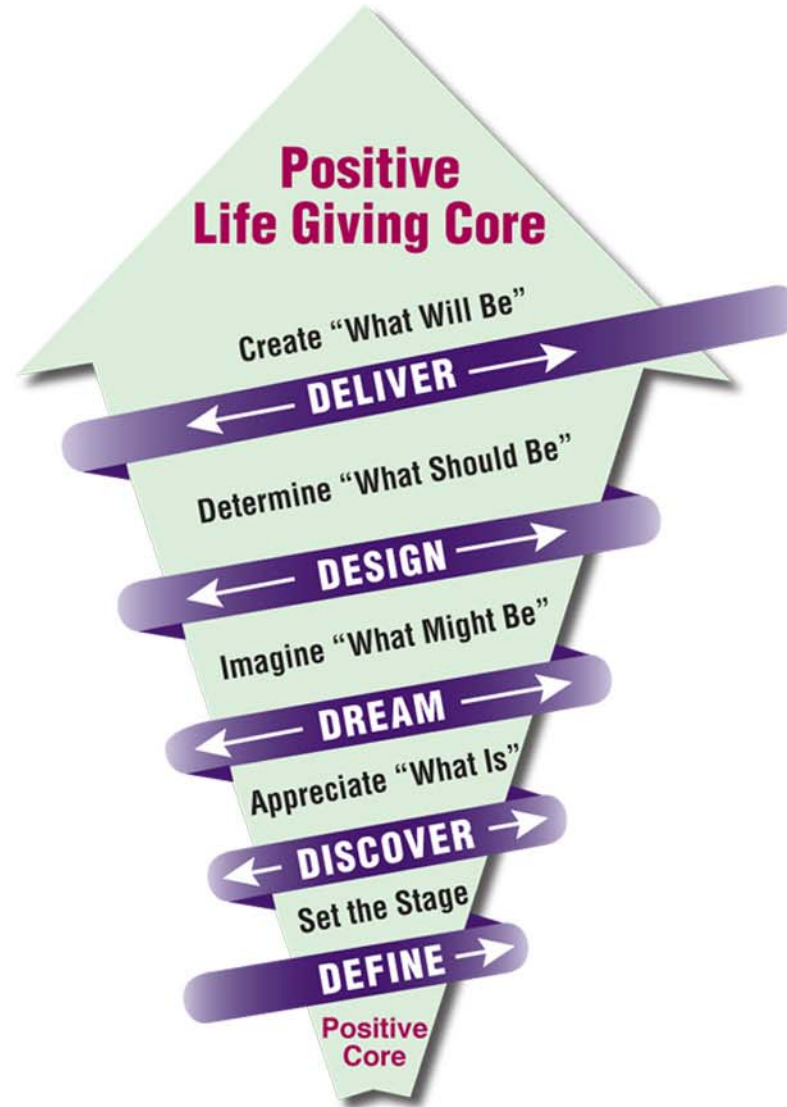 Positive
Life Giving Core
Create “What Will Be”
DELIVER
Determine “What Should Be”
DESIGN
Imagine “What Might Be”
DREAM
Appreciate “What Is”
DISCOVER
Set the Stage
DEFINE
Positive
Core